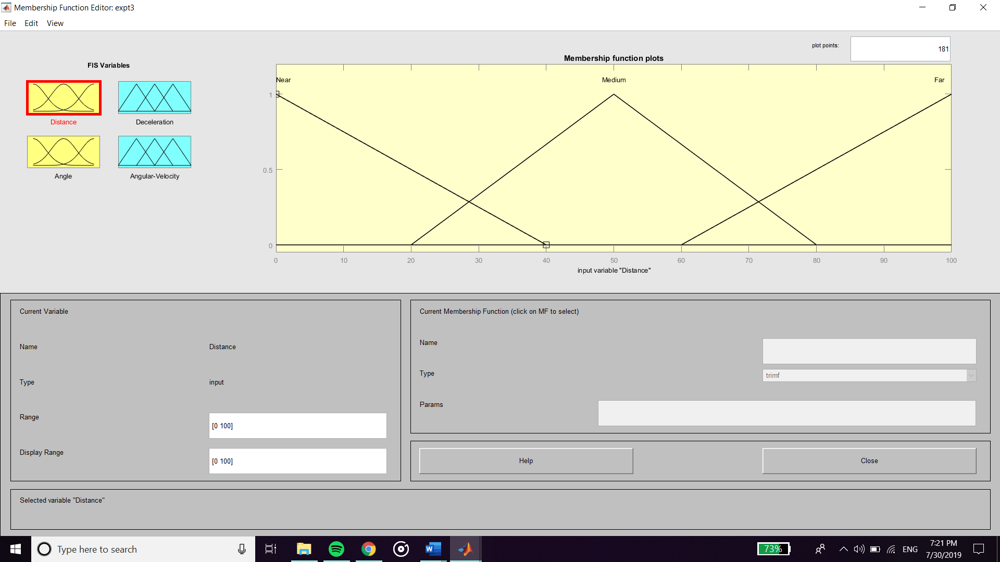 Membership Function Editor: expt3
File Edit View
plot points: 181
FIS Variables
Distance
Deceleration
Angle
Angular-Velocity
Membership function plots
Near Medium Far
1
0.5
0
0 10 20 30 40 50 60 70 80 90 100
input variable "Distance"
Current Variable
Name Distance
Type input
Range [0 100]
Display Range [0 100]
Current Membership Function (click on MF to select)
Name
Type trimf
Params
Help Close
Selected variable "Distance"
Type here to search
W
73%
ENG
7:21 PM
7/30/2019